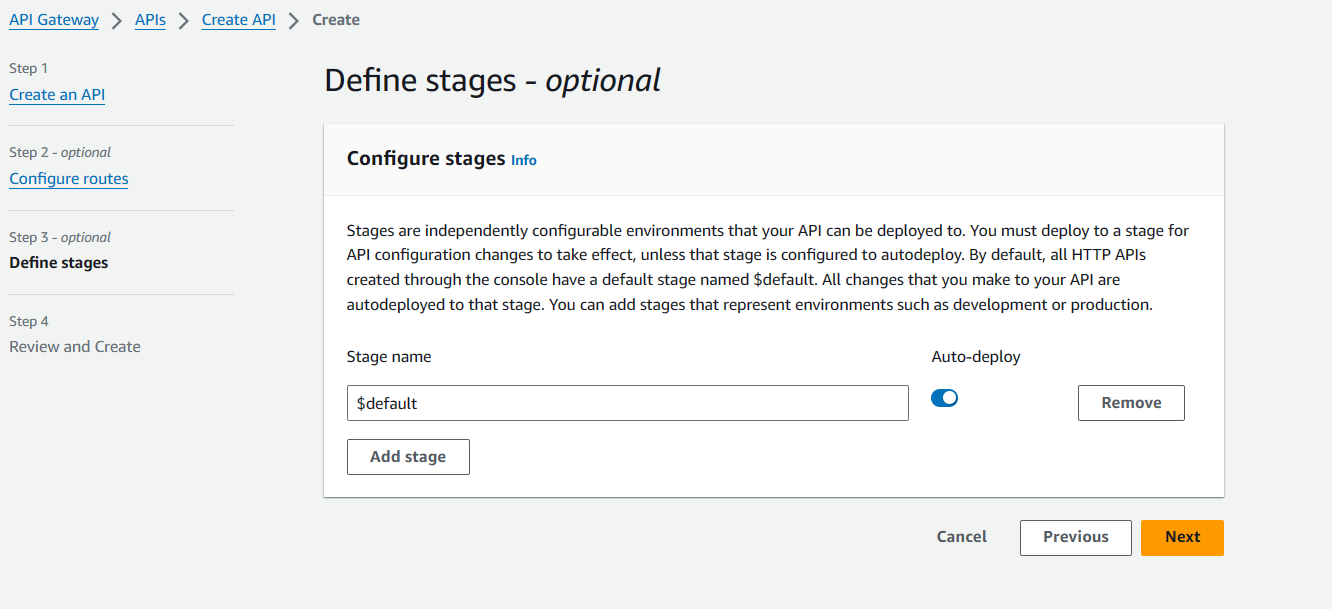 API Gateway > APIs > Create API > Create
Step 1
Create an API
Step 2 - optional
Configure routes
Step 3 - optional
Define stages
Step 4
Review and Create
Define stages - optional
Configure stages Info
Stages are independently configurable environments that your API can be deployed to. You must deploy to a stage for
API configuration changes to take effect, unless that stage is configured to autodeploy. By default, all HTTP APIs
created through the console have a default stage named $default. All changes that you make to your API are
autodeployed to that stage. You can add stages that represent environments such as development or production.
Stage name Auto-deploy
$default Remove
Add stage
Cancel Previous Next